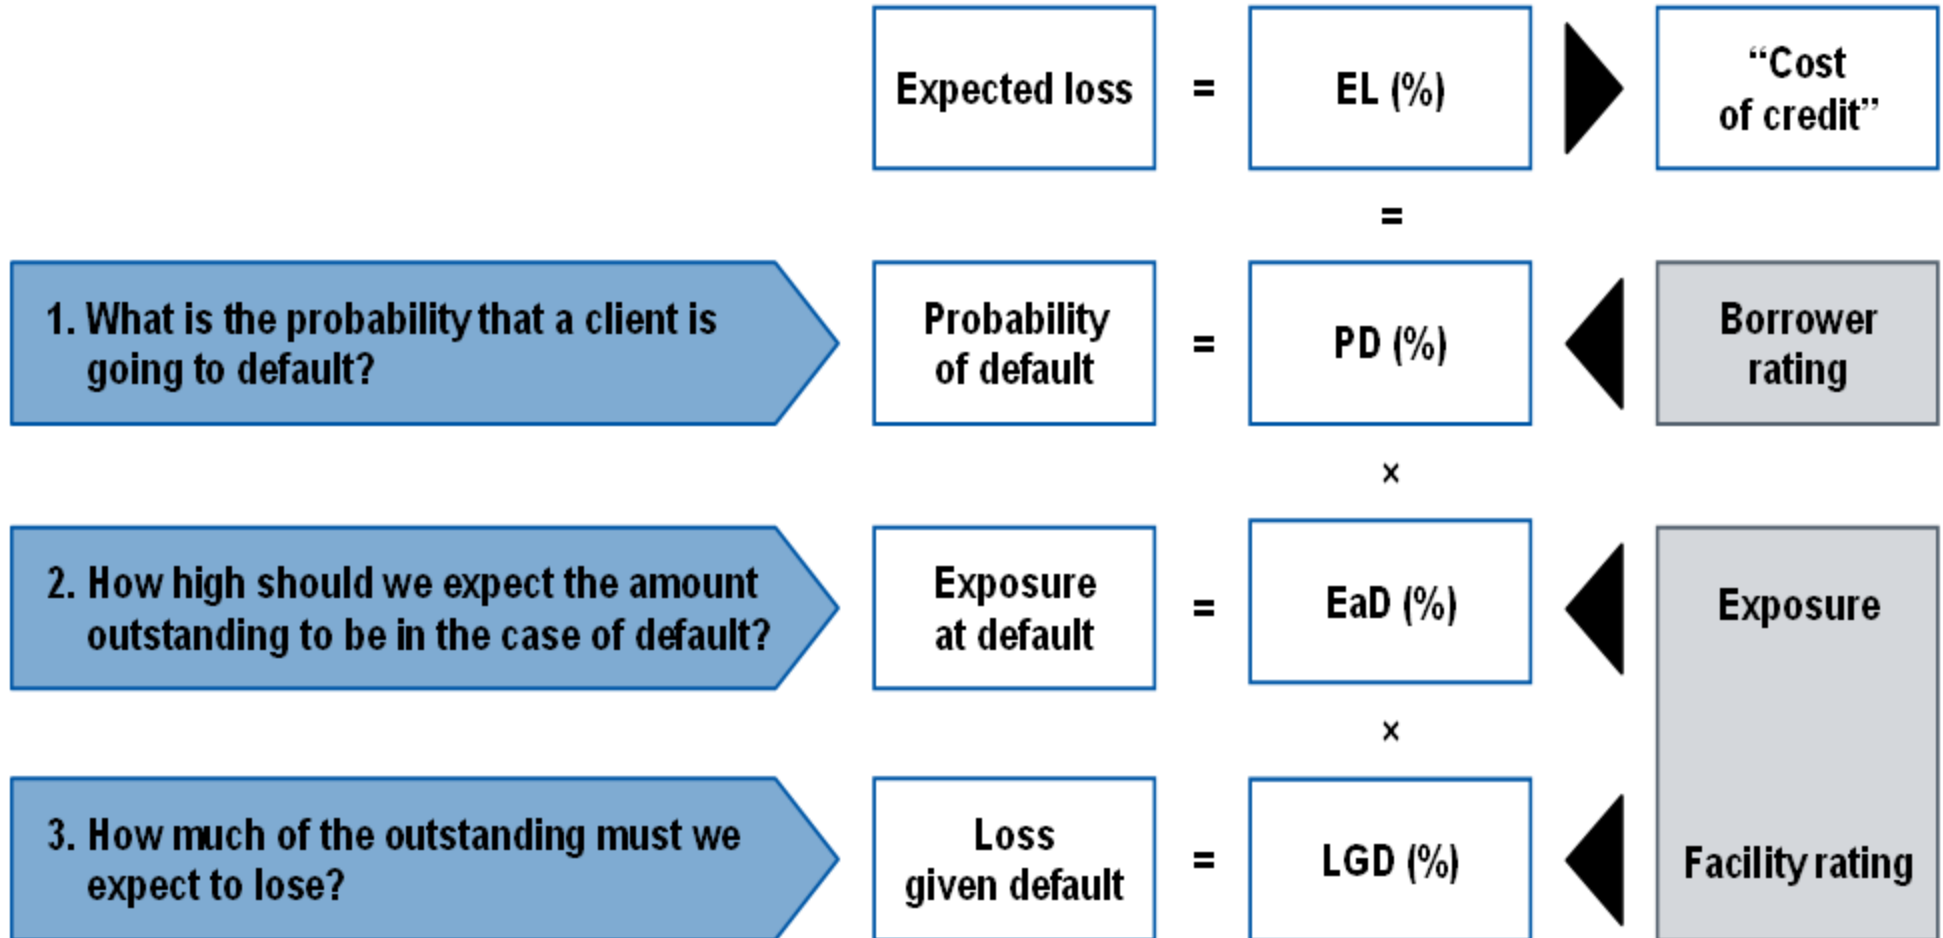 Expected loss
=
EL (%)
“Cost
of credit”
=
1. What is the probability that a client is
going to default?
Probability
of default
=
PD (%)
Borrower
rating
×
2. How high should we expect the amount
outstanding to be in the case of default?
Exposure
at default
=
EaD (%)
Exposure
×
3. How much of the outstanding must we
expect to lose?
Loss
given default
=
LGD (%)
Facility rating